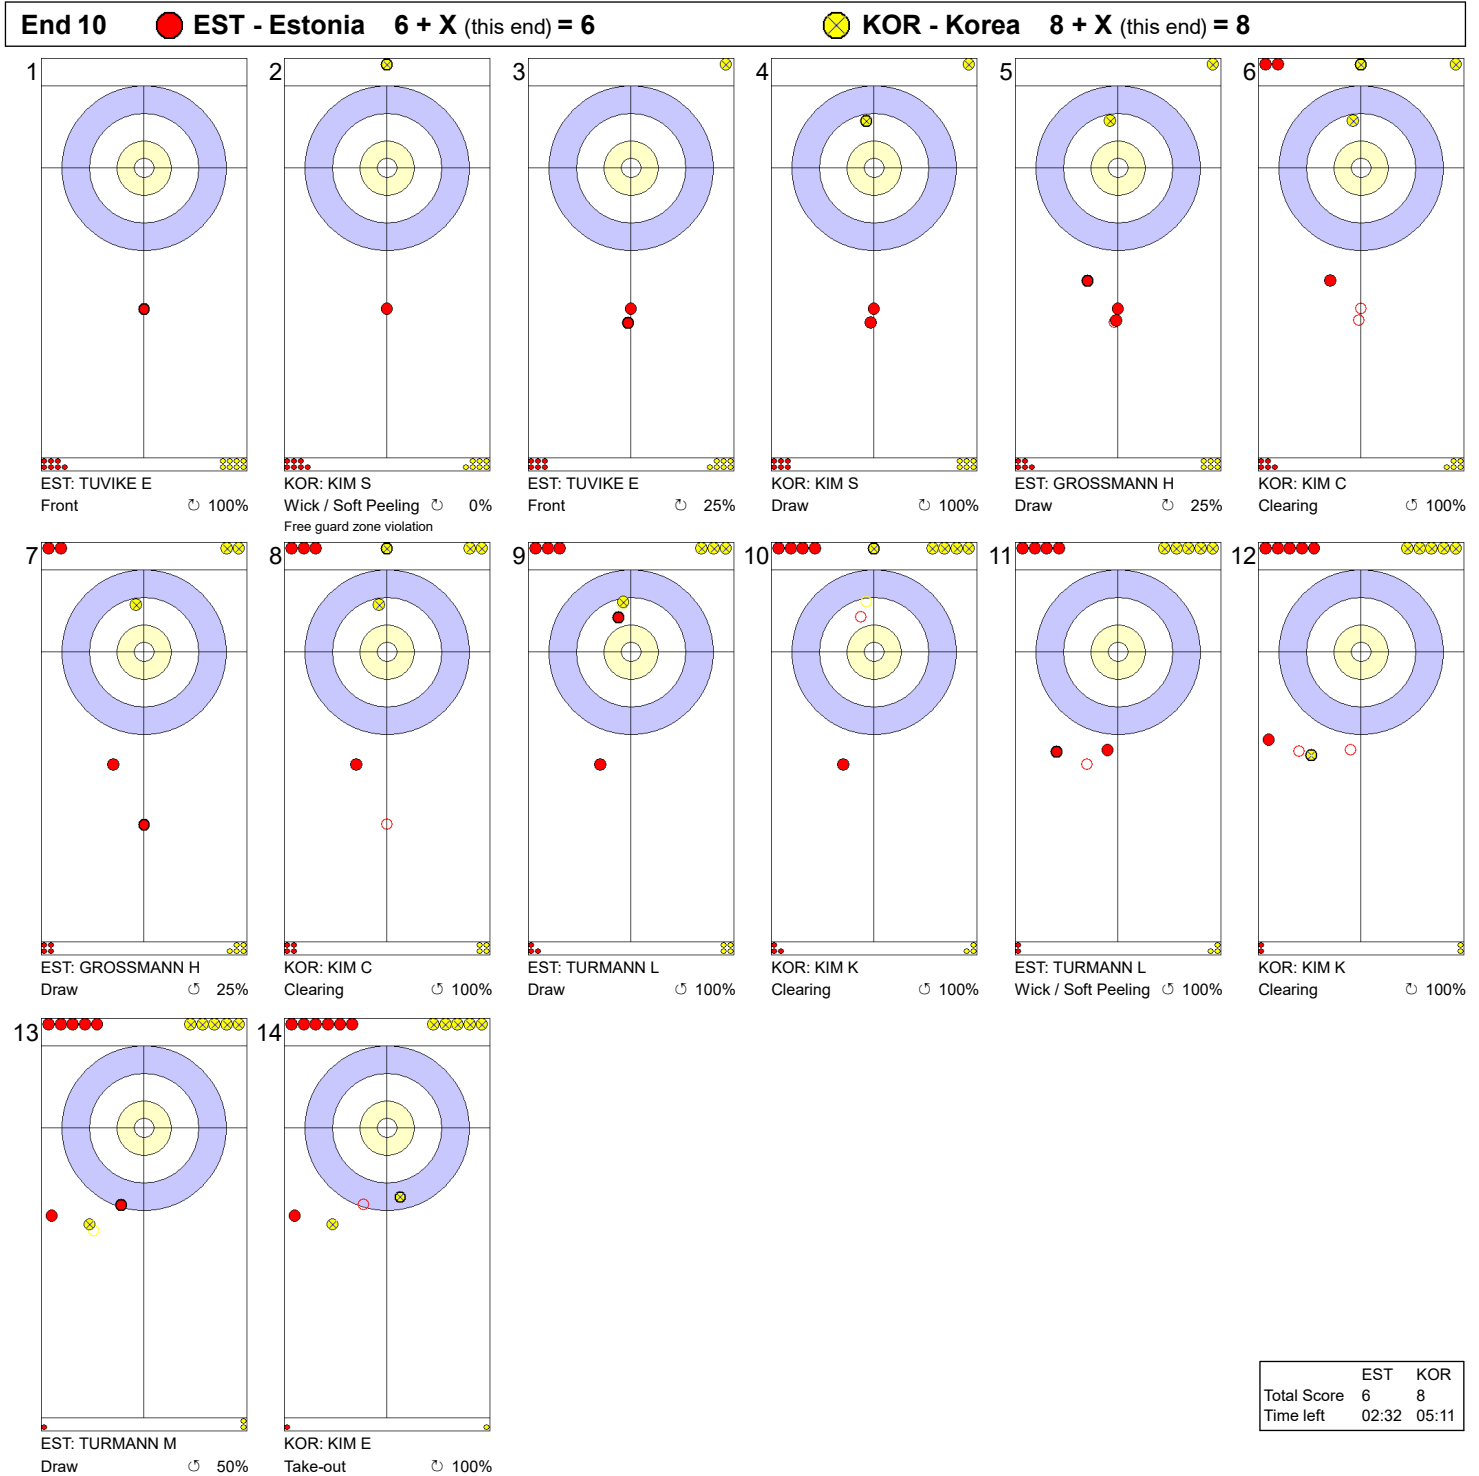 End 10 EST - Estonia 6 + X (this end) = 6 KOR - Korea 8 + X (this end) = 8
1 2 3 4 5 6
EST: TUVIKE E KOR: KIM S EST: TUVIKE E KOR: KIM S EST: GROSSMANN H KOR: KIM C
Front ↻ 100% Wick / Soft Peeling ↻ 0% Front ↻ 25% Draw ↻ 100% Draw ↻ 25% Clearing ↺ 100%
Free guard zone violation
7 8 9 10 11 12
EST: GROSSMANN H KOR: KIM C EST: TURMANN L KOR: KIM K EST: TURMANN L KOR: KIM K
Draw ↺ 25% Clearing ↺ 100% Draw ↺ 100% Clearing ↺ 100% Wick / Soft Peeling ↺ 100% Clearing ↻ 100%
13 14
EST KOR
Total Score 6 8
Time left 02:32 05:11
EST: TURMANN M KOR: KIM E
Draw ↺ 50% Take-out ↻ 100%